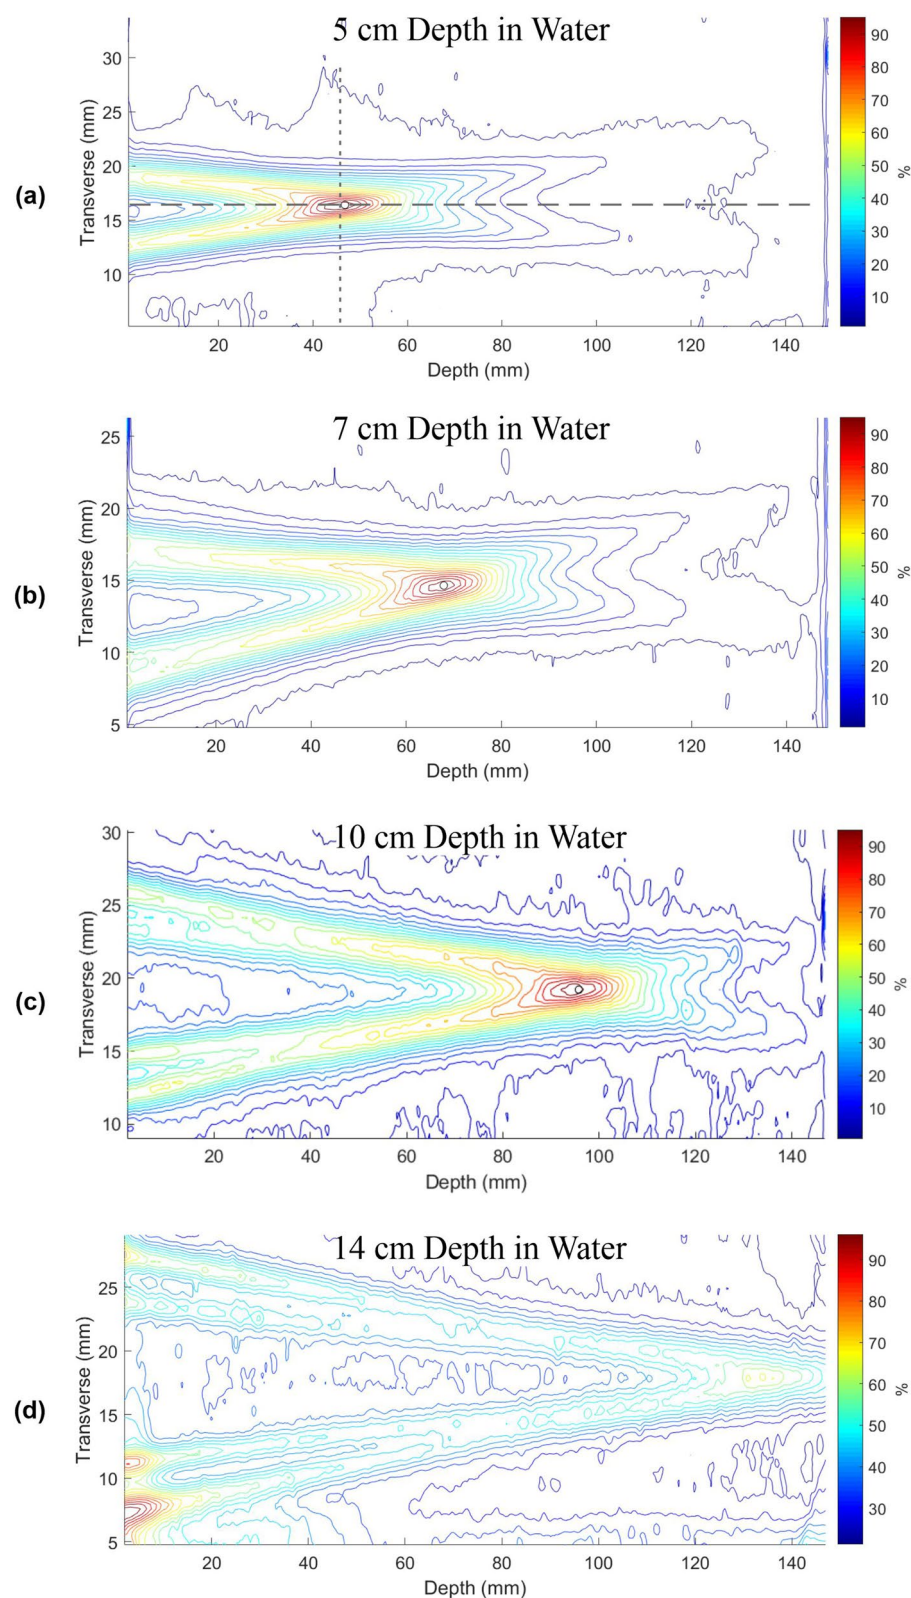 5 cm Depth in Water
(a)
Transverse (mm)
30
25
20
15
10
20 40 60 80 100 120 140
Depth (mm)
90
80
70
60
50
40
30
20
10
%
7 cm Depth in Water
(b)
Transverse (mm)
25
20
15
10
5
20 40 60 80 100 120 140
Depth (mm)
90
80
70
60
50
40
30
20
10
%
10 cm Depth in Water
(c)
Transverse (mm)
30
25
20
15
10
20 40 60 80 100 120 140
Depth (mm)
90
80
70
60
50
40
30
20
10
%
14 cm Depth in Water
(d)
Transverse (mm)
25
20
15
10
5
20 40 60 80 100 120 140
Depth (mm)
90
80
70
60
50
40
30
%